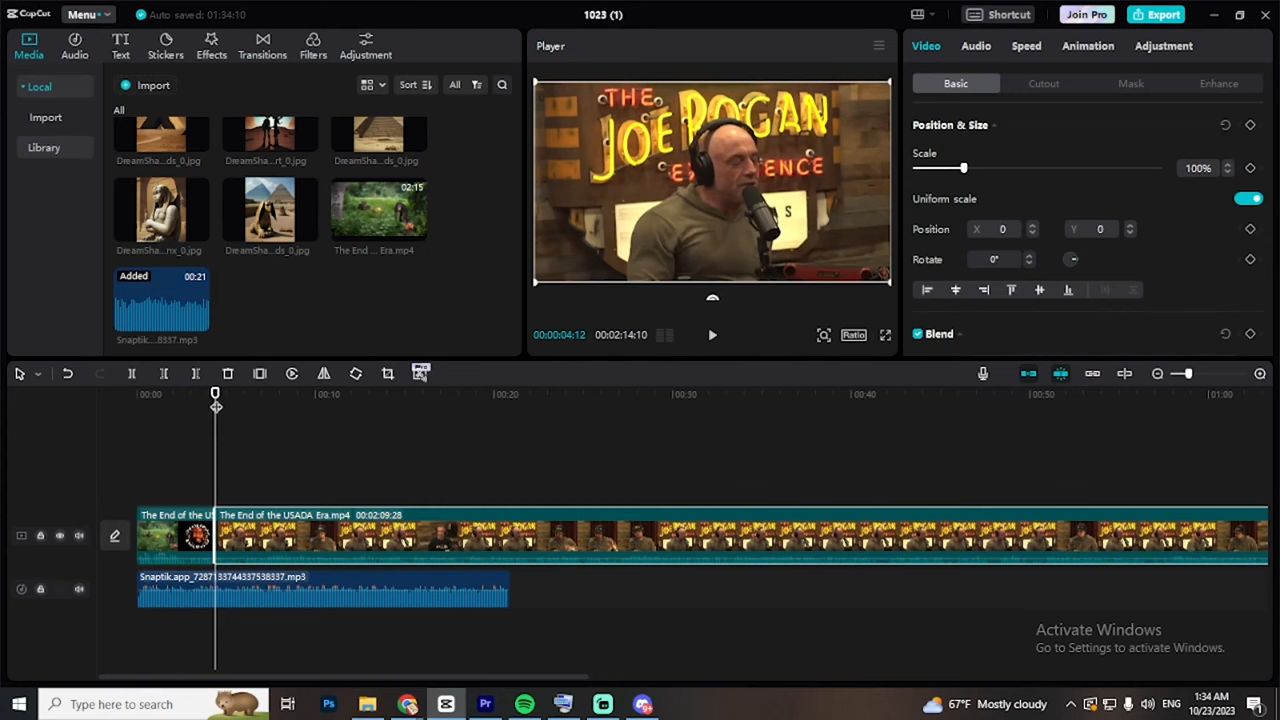 CapCut
Menu
Auto saved: 01:34:10
1023 (1)
Shortcut
Join Pro
Export
Media
Audio
Text
Stickers
Effects
Transitions
Filters
Adjustment
Local
Import
Library
Import
Sort
All
All
DreamSha...ds_0.jpg
DreamSha...rt_0.jpg
DreamSha...ds_0.jpg
02:15
DreamSha...nx_0.jpg
DreamSha...ds_0.jpg
The End ... Era.mp4
Added
00:21
Snaptik....8337.mp3
Player
THE
JOE ROGAN
EXPERIENCE
00:00:04:12
00:02:14:10
Ratio
Video
Audio
Speed
Animation
Adjustment
Basic
Cutout
Mask
Enhance
Position & Size
Scale
100%
Uniform scale
Position
X
0
Y
0
Rotate
0°
Blend
00:00
00:10
00:20
00:30
00:40
00:50
01:00
The End of the US
The End of the USADA Era.mp4 00:02:09:28
Snaptik.app_7287133744337538337.mp3
Activate Windows
Go to Settings to activate Windows.
Type here to search
Ps
Pr
67°F Mostly cloudy
ENG
1:34 AM
10/23/2023